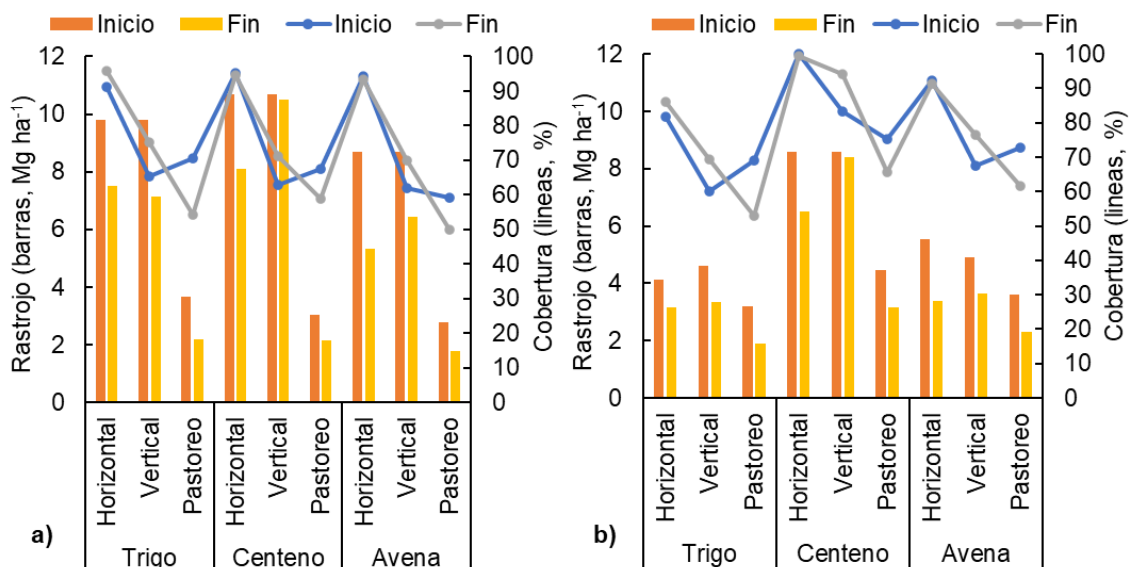 Inicio Fin Inicio Fin
Rastrojo (barras, Mg ha⁻¹)
12
10
8
6
4
2
0
100
90
80
70
60
50
40
30
20
10
0
Cobertura (lineas, %)
Horizontal
Vertical
Pastoreo
Horizontal
Vertical
Pastoreo
Horizontal
Vertical
Pastoreo
a)
Trigo Centeno Avena
Inicio Fin Inicio Fin
Rastrojo (barras, Mg ha⁻¹)
12
10
8
6
4
2
0
100
90
80
70
60
50
40
30
20
10
0
Cobertura (lineas, %)
Horizontal
Vertical
Pastoreo
Horizontal
Vertical
Pastoreo
Horizontal
Vertical
Pastoreo
b)
Trigo Centeno Avena